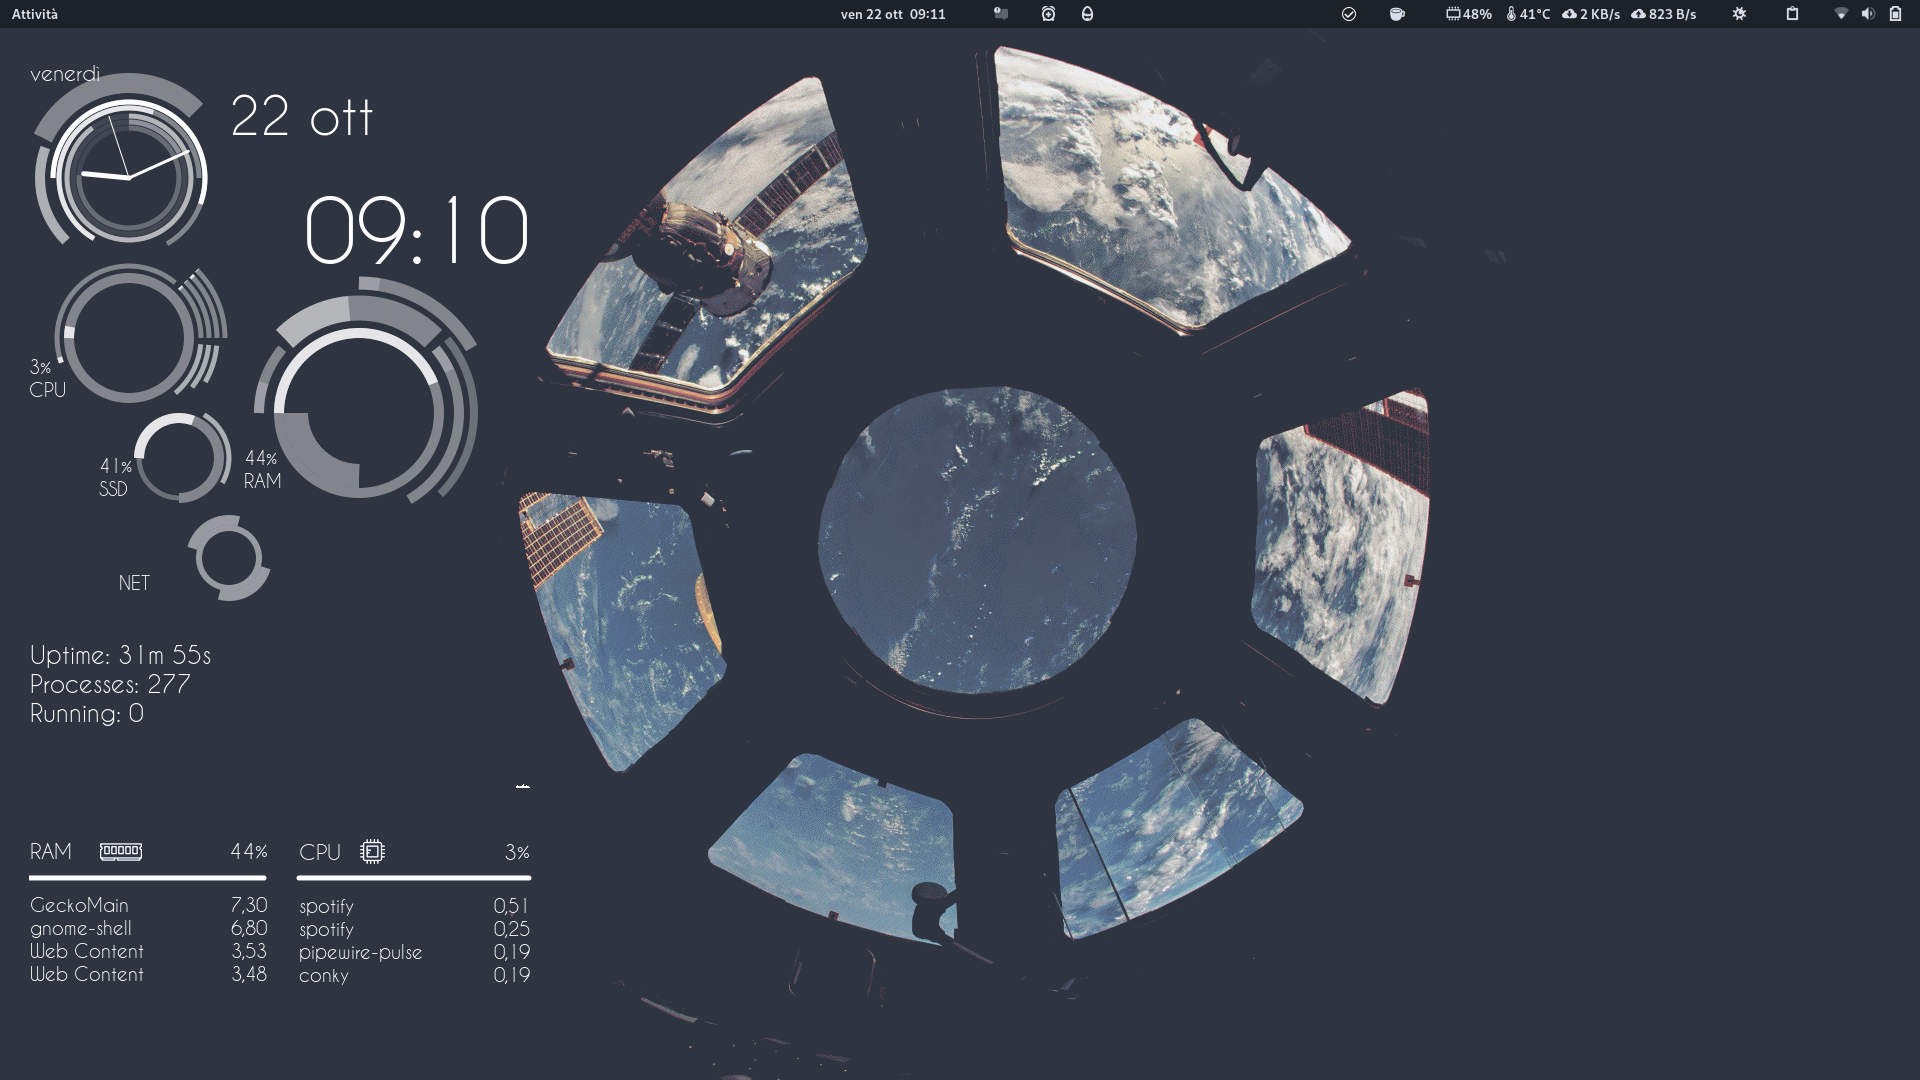 Attività ven 22 ott 09:11 48% 41°C 2 KB/s 823 B/s
venerdì
22 ott
09:10
3%
CPU
41%
SSD
44%
RAM
NET
Uptime: 31m 55s
Processes: 277
Running: 0
RAM 44%
GeckoMain 7,30
gnome-shell 6,80
Web Content 3,53
Web Content 3,48
CPU 3%
spotify 0,51
spotify 0,25
pipewire-pulse 0,19
conky 0,19